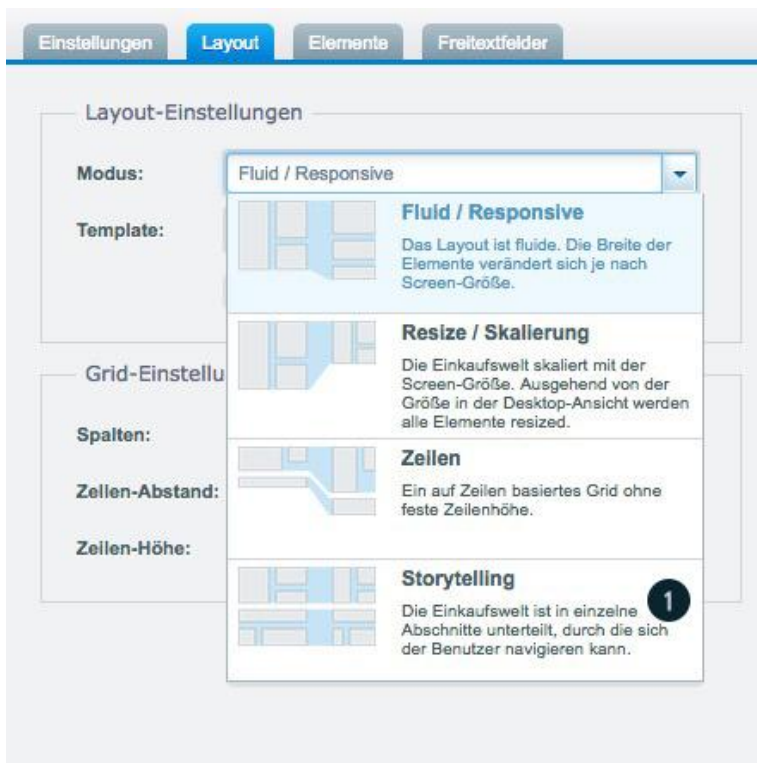 Einstellungen Layout Elemente Freitextfelder
Layout-Einstellungen
Modus: Fluid / Responsive
Template:
Fluid / Responsive
Das Layout ist fluide. Die Breite der
Elemente verändert sich je nach
Screen-Größe.
Resize / Skalierung
Die Einkaufswelt skaliert mit der
Screen-Größe. Ausgehend von der
Größe in der Desktop-Ansicht werden
alle Elemente resized.
Grid-Einstellu
Spalten:
Zeilen-Abstand:
Zeilen-Höhe:
Zeilen
Ein auf Zeilen basiertes Grid ohne
feste Zeilenhöhe.
Storytelling
1
Die Einkaufswelt ist in einzelne
Abschnitte unterteilt, durch die sich
der Benutzer navigieren kann.